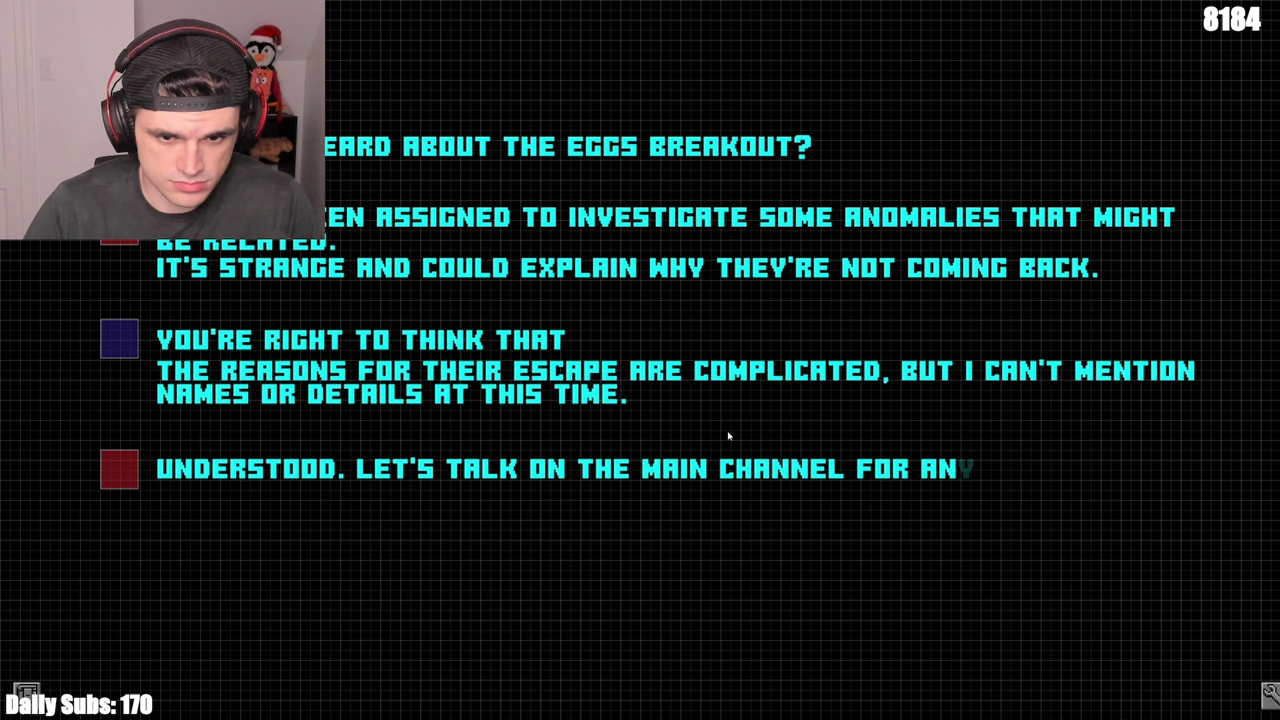 8184
EARD ABOUT THE EGGS BREAKOUT?
EN ASSIGNED TO INVESTIGATE SOME ANOMALIES THAT MIGHT
BE RELATED.
IT'S STRANGE AND COULD EXPLAIN WHY THEY'RE NOT COMING BACK.
YOU'RE RIGHT TO THINK THAT
THE REASONS FOR THEIR ESCAPE ARE COMPLICATED, BUT I CAN'T MENTION
NAMES OR DETAILS AT THIS TIME.
UNDERSTOOD. LET'S TALK ON THE MAIN CHANNEL FOR ANY
Daily Subs: 170